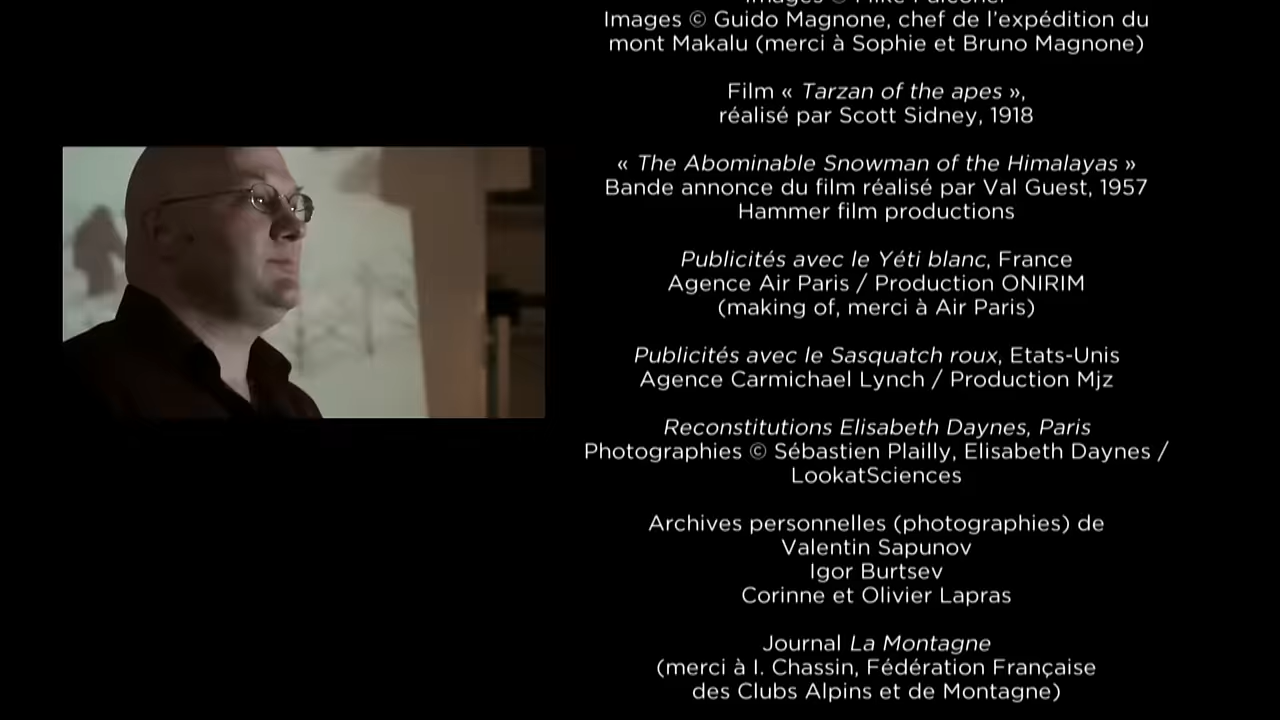 Images © Mike Falconer
Images © Guido Magnone, chef de l'expédition du
mont Makalu (merci à Sophie et Bruno Magnone)
Film « Tarzan of the apes »,
réalisé par Scott Sidney, 1918
« The Abominable Snowman of the Himalayas »
Bande annonce du film réalisé par Val Guest, 1957
Hammer film productions
Publicités avec le Yéti blanc, France
Agence Air Paris / Production ONIRIM
(making of, merci à Air Paris)
Publicités avec le Sasquatch roux, Etats-Unis
Agence Carmichael Lynch / Production Mjz
Reconstitutions Elisabeth Daynes, Paris
Photographies © Sébastien Plailly, Elisabeth Daynes /
LookatSciences
Archives personnelles (photographies) de
Valentin Sapunov
Igor Burtsev
Corinne et Olivier Lapras
Journal La Montagne
(merci à I. Chassin, Fédération Française
des Clubs Alpins et de Montagne)